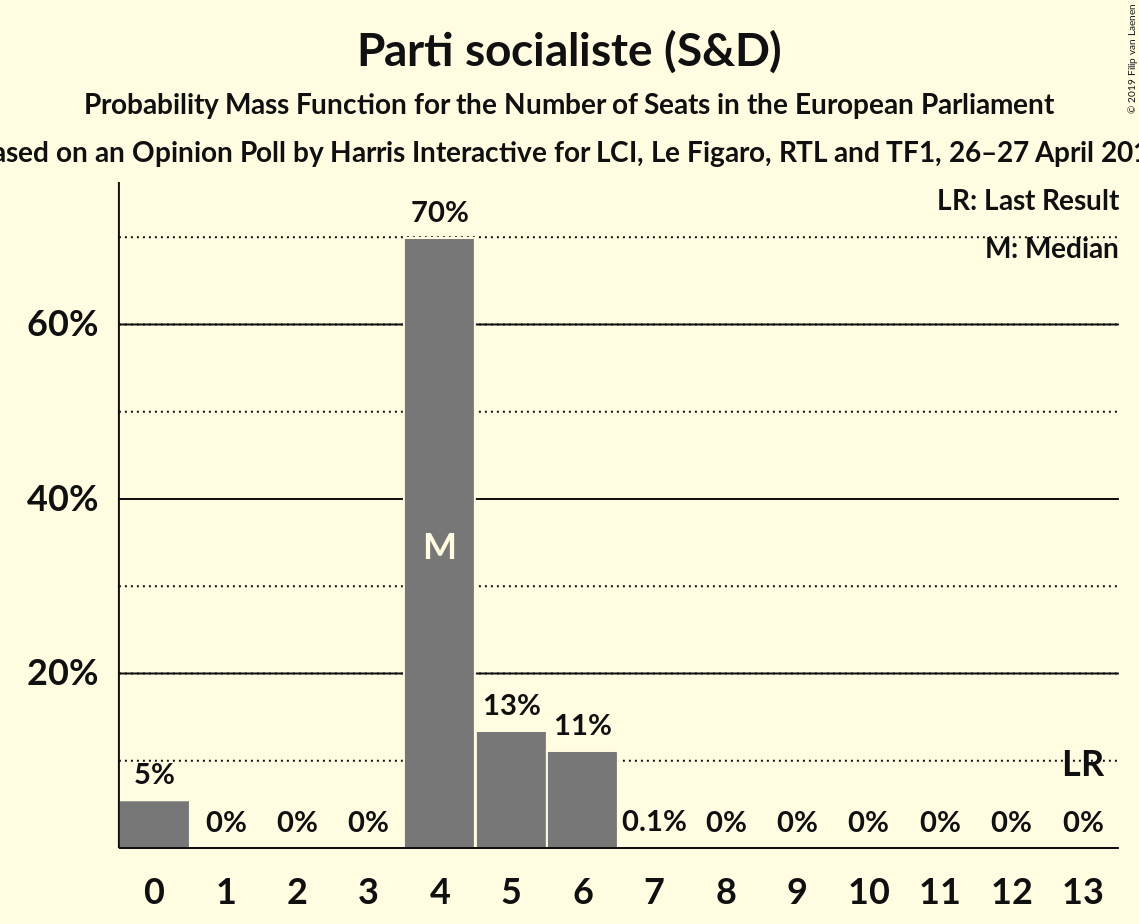 Parti socialiste (S&D)
Probability Mass Function for the Number of Seats in the European Parliament
on an Opinion Poll by Harris Interactive for LCI, Le Figaro, RTL and TF1, 26–27 April
© 2019 Filip van Laenen
LR: Last Result
M: Median
70%
60%
40%
20%
M
13%
11%
5%
0%
0%
0%
0.1%
0%
0%
0%
0%
0%
0%
LR
0 1 2 3 4 5 6 7 8 9 10 11 12 13